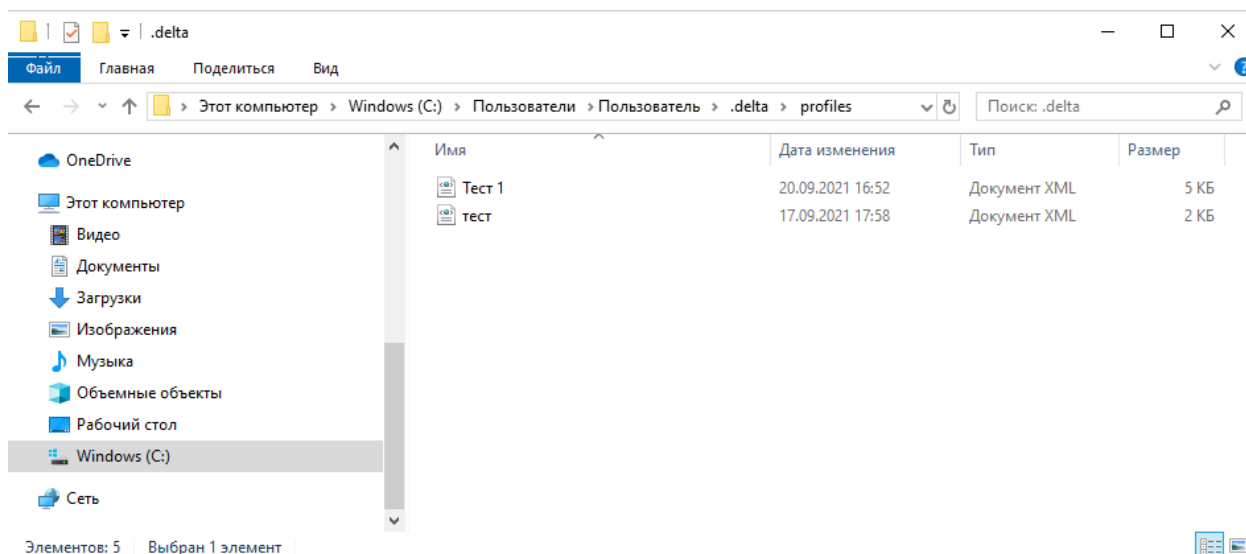 .delta
Файл Главная Поделиться Вид
Этот компьютер > Windows (C:) > Пользователи > Пользователь > .delta > profiles Поиск: .delta
Имя Дата изменения Тип Размер
OneDrive
Этот компьютер
Видео
Документы
Загрузки
Изображения
Музыка
Объемные объекты
Рабочий стол
Windows (C:)
Сеть
Тест 1 20.09.2021 16:52 Документ XML 5 КБ
тест 17.09.2021 17:58 Документ XML 2 КБ
Элементов: 5 Выбран 1 элемент